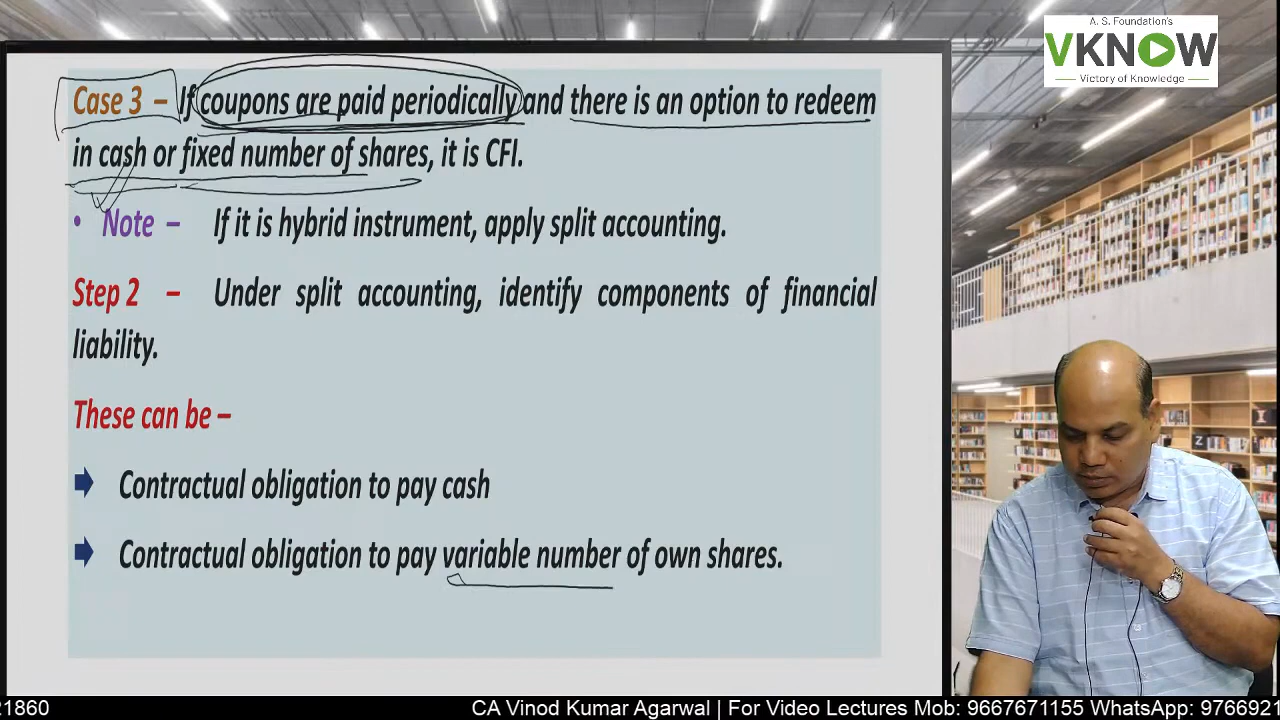 A. S. Foundation's
VKNOW
Victory of Knowledge
Case 3 – If coupons are paid periodically and there is an option to redeem
in cash or fixed number of shares, it is CFI.
• Note – If it is hybrid instrument, apply split accounting.
Step 2 – Under split accounting, identify components of financial
liability.
These can be –
Contractual obligation to pay cash
Contractual obligation to pay variable number of own shares.
21860 CA Vinod Kumar Agarwal | For Video Lectures Mob: 9667671155 WhatsApp: 9766921